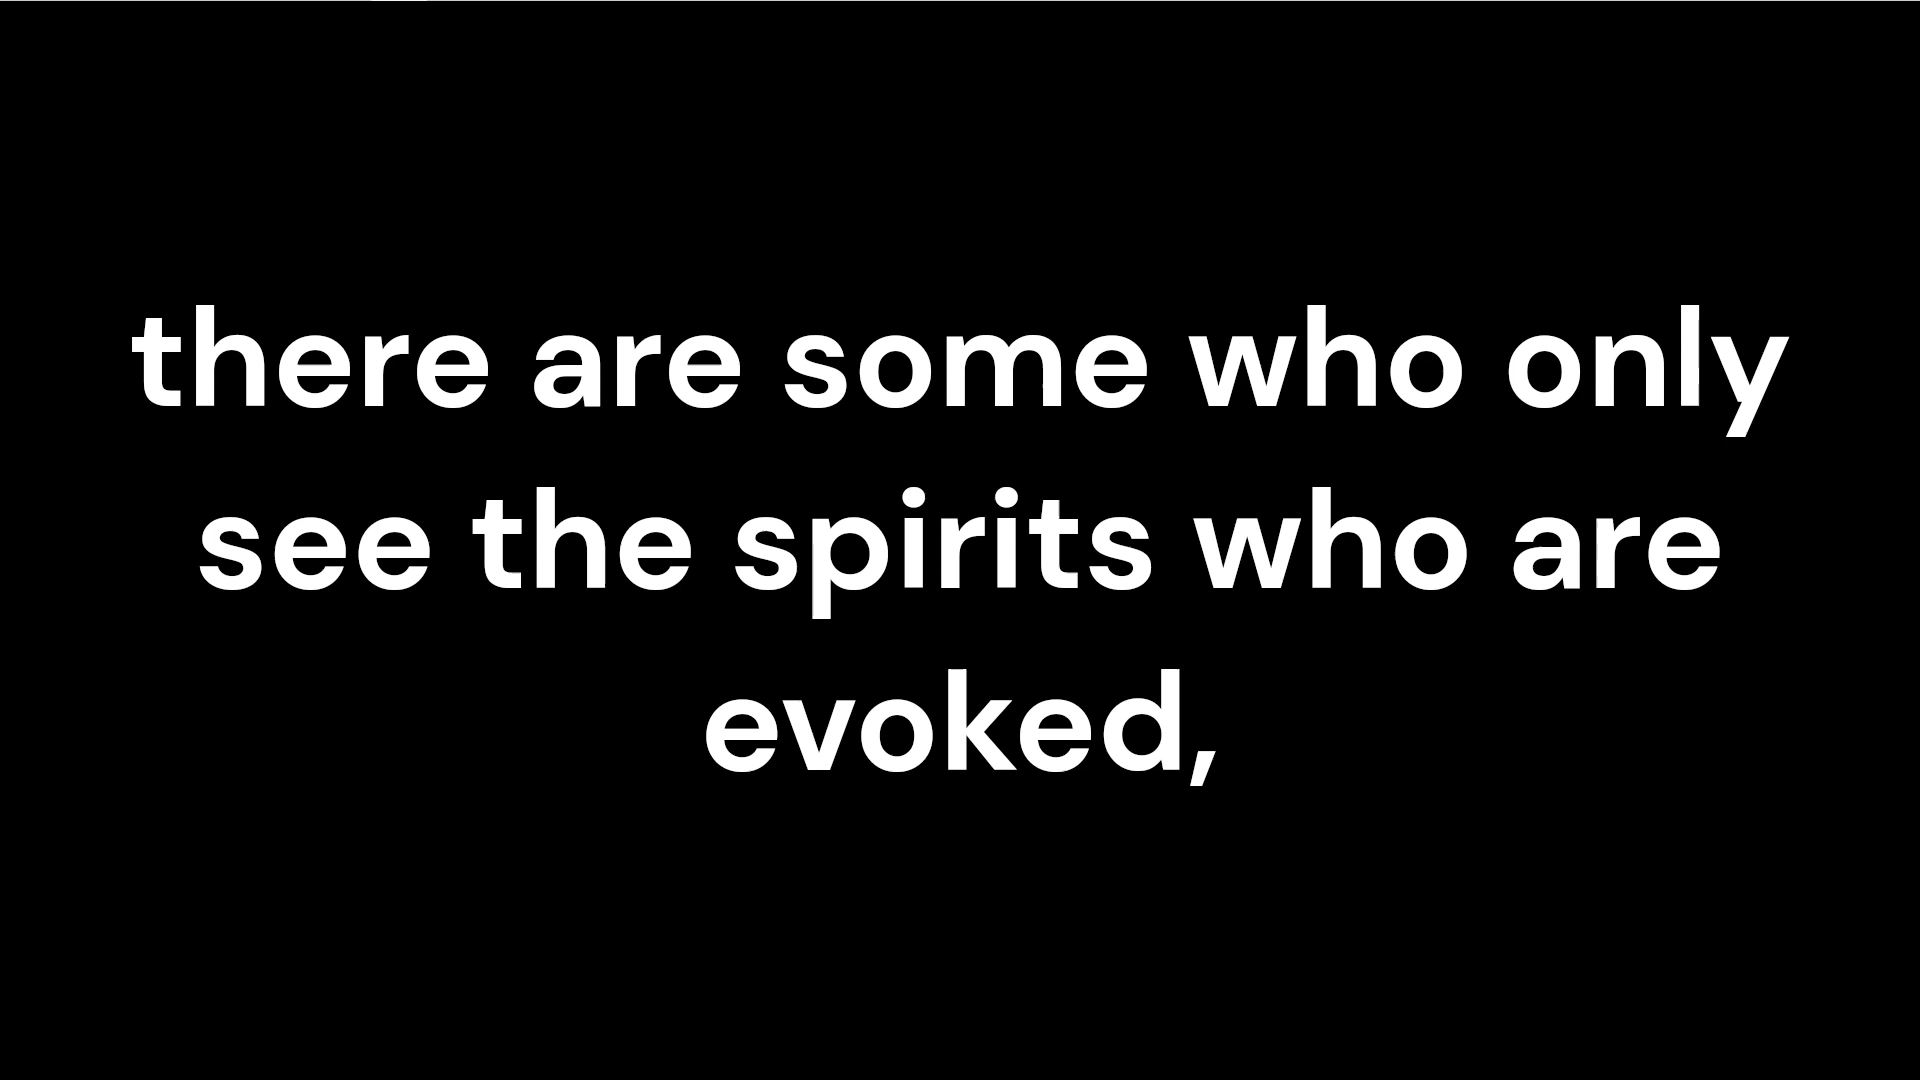 there are some who only
see the spirits who are
evoked,